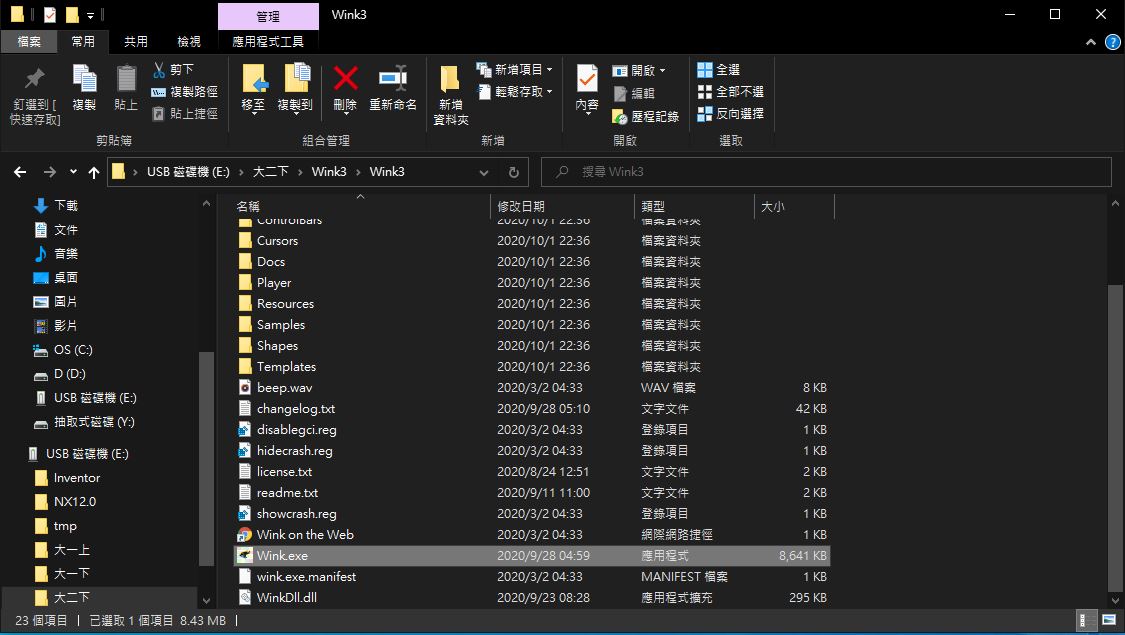 管理
Wink3
檔案
常用
共用
檢視
應用程式工具
釘選到 [
快速存取]
複製
貼上
剪下
複製路徑
貼上捷徑
剪貼簿
移至
複製到
刪除
重新命名
組合管理
新增
資料夾
新增項目
輕鬆存取
新增
內容
開啟
編輯
歷程記錄
開啟
全選
全部不選
反向選擇
選取
USB 磁碟機 (E:) › 大二下 › Wink3 › Wink3
搜尋 Wink3
下載
文件
音樂
桌面
圖片
影片
OS (C:)
D (D:)
USB 磁碟機 (E:)
抽取式磁碟 (Y:)
USB 磁碟機 (E:)
Inventor
NX12.0
tmp
大一上
大一下
大二下
名稱 修改日期 類型 大小
ControlBars 2020/10/1 22:36 檔案資料夾
Cursors 2020/10/1 22:36 檔案資料夾
Docs 2020/10/1 22:36 檔案資料夾
Player 2020/10/1 22:36 檔案資料夾
Resources 2020/10/1 22:36 檔案資料夾
Samples 2020/10/1 22:36 檔案資料夾
Shapes 2020/10/1 22:36 檔案資料夾
Templates 2020/10/1 22:36 檔案資料夾
beep.wav 2020/3/2 04:33 WAV 檔案 8 KB
changelog.txt 2020/9/28 05:10 文字文件 42 KB
disablegci.reg 2020/3/2 04:33 登錄項目 1 KB
hidecrash.reg 2020/3/2 04:33 登錄項目 1 KB
license.txt 2020/8/24 12:51 文字文件 2 KB
readme.txt 2020/9/11 11:00 文字文件 2 KB
showcrash.reg 2020/3/2 04:33 登錄項目 1 KB
Wink on the Web 2020/3/2 04:33 網際網路捷徑 1 KB
Wink.exe 2020/9/28 04:59 應用程式 8,641 KB
wink.exe.manifest 2020/3/2 04:33 MANIFEST 檔案 1 KB
WinkDll.dll 2020/9/23 08:28 應用程式擴充 295 KB
23 個項目 已選取 1 個項目 8.43 MB